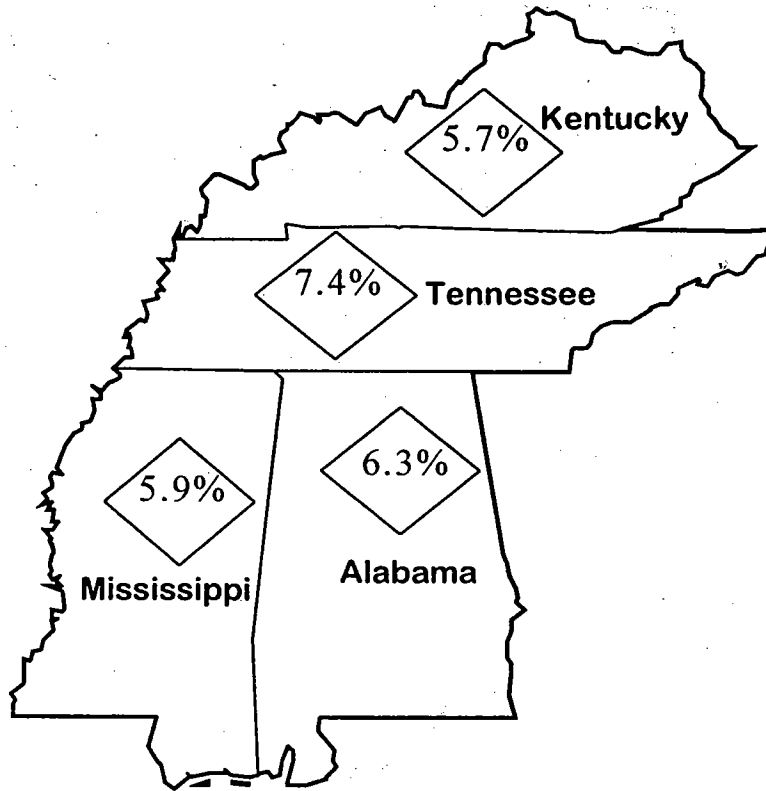 5.7%
Kentucky
7.4%
Tennessee
5.9%
Mississippi
6.3%
Alabama